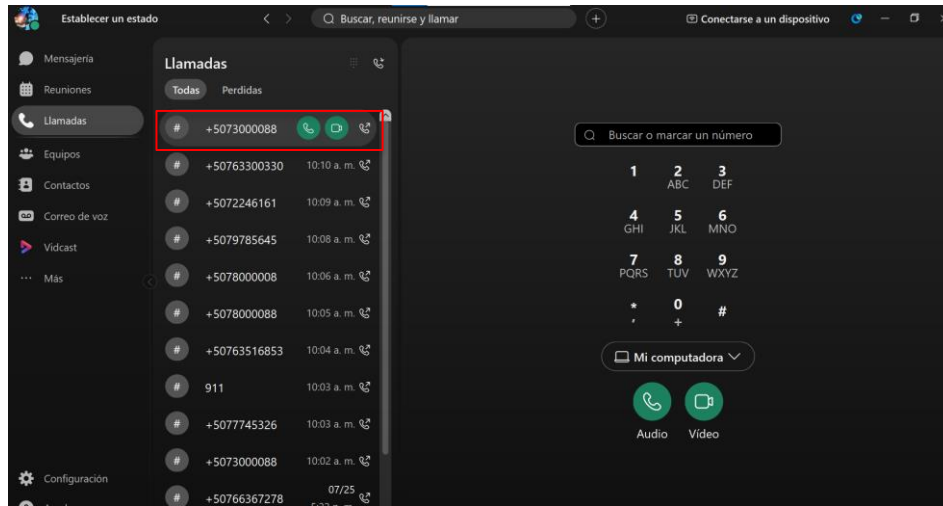 Establecer un estado
Buscar, reunirse y llamar
Conectarse a un dispositivo
Mensajería
Reuniones
Llamadas
Equipos
Contactos
Correo de voz
Vidcast
Más
Configuración
Llamadas
Todas Perdidas
# +5073000088
# +50763300330 10:10 a. m.
# +5072246161 10:09 a. m.
# +5079785645 10:08 a. m.
# +5078000008 10:06 a. m.
# +5078000088 10:05 a. m.
# +50763516853 10:04 a. m.
# 911 10:03 a. m.
# +5077745326 10:03 a. m.
# +5073000088 10:02 a. m.
# +50766367278 07/25
Buscar o marcar un número
1 2 3
ABC DEF
4 5 6
GHI JKL MNO
7 8 9
PQRS TUV WXYZ
* 0 #
, +
Mi computadora
Audio Vídeo